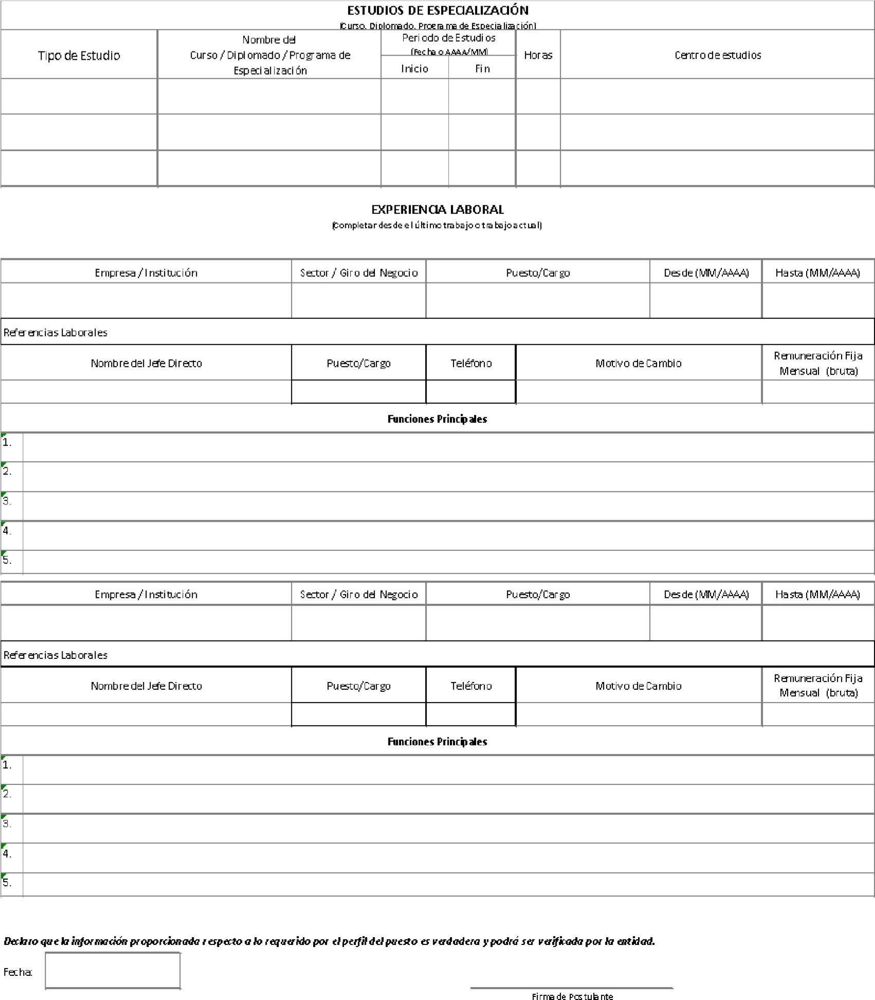 ESTUDIOS DE ESPECIALIZACIÓN
(Curso, Diplomado, Programa de Especialización)
Tipo de Estudio
Nombre del
Curso / Diplomado / Programa de
Especialización
Periodo de Estudios
(Fecha o AAAA/MM)
Inicio
Fin
Horas
Centro de estudios
EXPERIENCIA LABORAL
(Completar desde el último trabajo o trabajo actual)
Empresa / Institución
Sector / Giro del Negocio
Puesto/Cargo
Desde (MM/AAAA)
Hasta (MM/AAAA)
Referencias Laborales
Nombre del Jefe Directo
Puesto/Cargo
Teléfono
Motivo de Cambio
Remuneración Fija
Mensual (bruta)
Funciones Principales
1.
2.
3.
4.
5.
Empresa / Institución
Sector / Giro del Negocio
Puesto/Cargo
Desde (MM/AAAA)
Hasta (MM/AAAA)
Referencias Laborales
Nombre del Jefe Directo
Puesto/Cargo
Teléfono
Motivo de Cambio
Remuneración Fija
Mensual (bruta)
Funciones Principales
1.
2.
3.
4.
5.
Declaro que la información proporcionada respecto a lo requerido por el perfil del puesto es verdadera y podrá ser verificada por la entidad.
Fecha:
Firma de Postulante